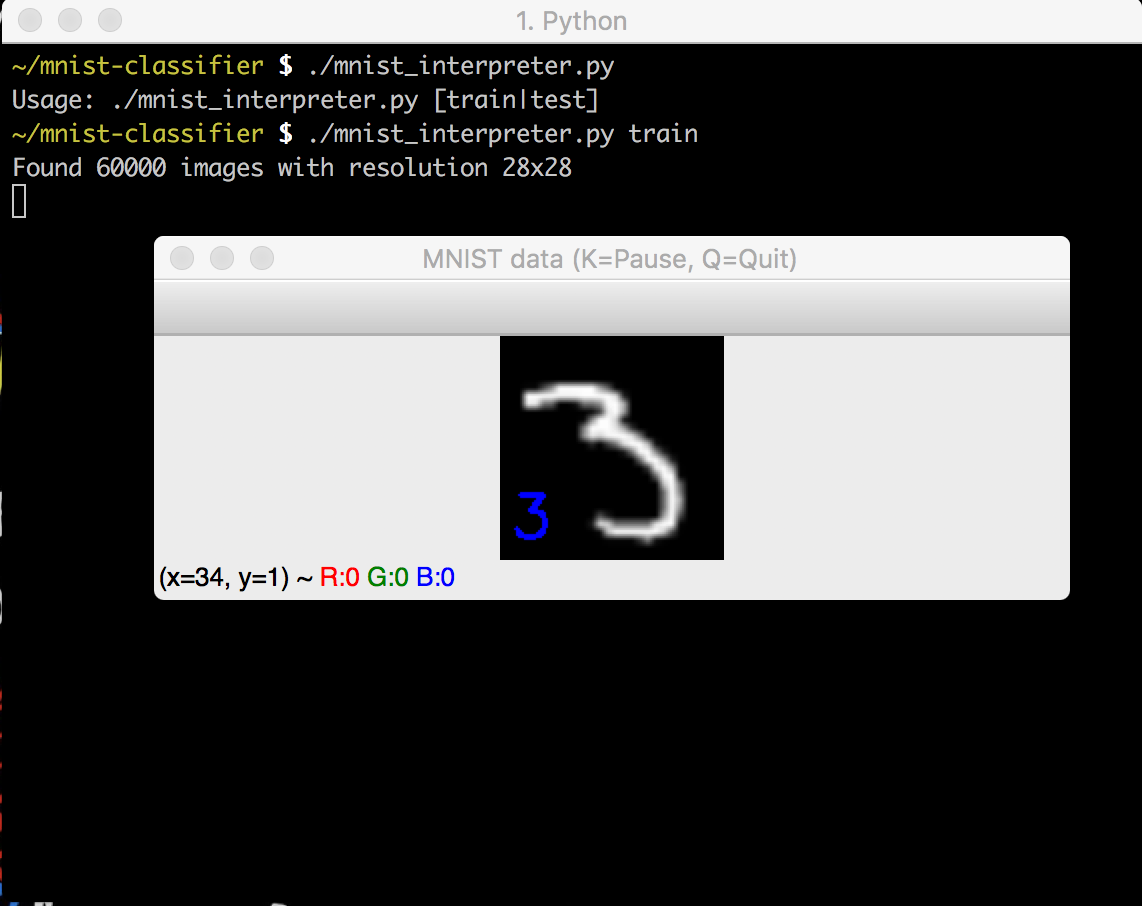 1. Python
~/mnist-classifier $ ./mnist_interpreter.py
Usage: ./mnist_interpreter.py [train|test]
~/mnist-classifier $ ./mnist_interpreter.py train
Found 60000 images with resolution 28x28
MNIST data (K=Pause, Q=Quit)
3
3
(x=34, y=1) ~ R:0 G:0 B:0